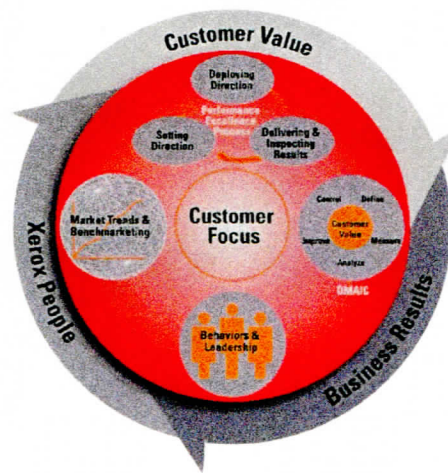 Customer Value
Deploying
Direction
Performance
Excellence
Process
Setting
Direction
Delivering &
Inspecting
Results
Market Trends &
Benchmarketing
Customer
Focus
Control
Define
Customer
Value
Improve
Measure
Analyze
DMAIC
Behaviors &
Leadership
Xerox People
Business Results